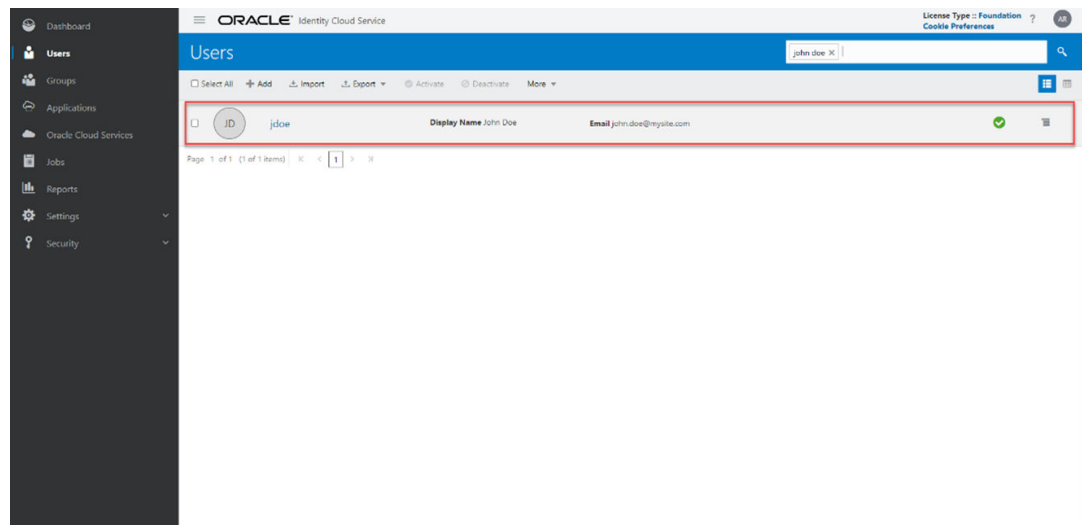 Dashboard
Users
Groups
Applications
Oracle Cloud Services
Jobs
Reports
Settings
Security
ORACLE Identity Cloud Service
License Type :: Foundation
Cookie Preferences
?
AR
Users
john doe X
Select All + Add Import Export Activate Deactivate More
JD jdoe Display Name John Doe Email john.doe@mysite.com
Page 1 of 1 (1 of 1 items) K < 1 > X